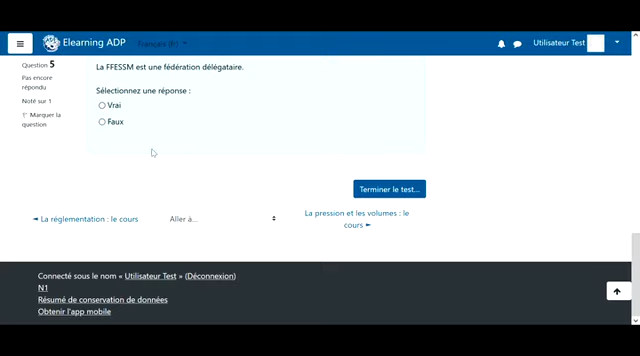 Elearning ADP
Français (fr)
Utilisateur Test
Question 5
Pas encore
répondu
Noté sur 1
Marquer la
question
La FFESSM est une fédération délégataire.
Sélectionnez une réponse :
Vrai
Faux
Terminer le test...
◄ La réglementation : le cours
Aller à...
La pression et les volumes : le
cours ►
Connecté sous le nom « Utilisateur Test » (Déconnexion)
N1
Résumé de conservation de données
Obtenir l'app mobile